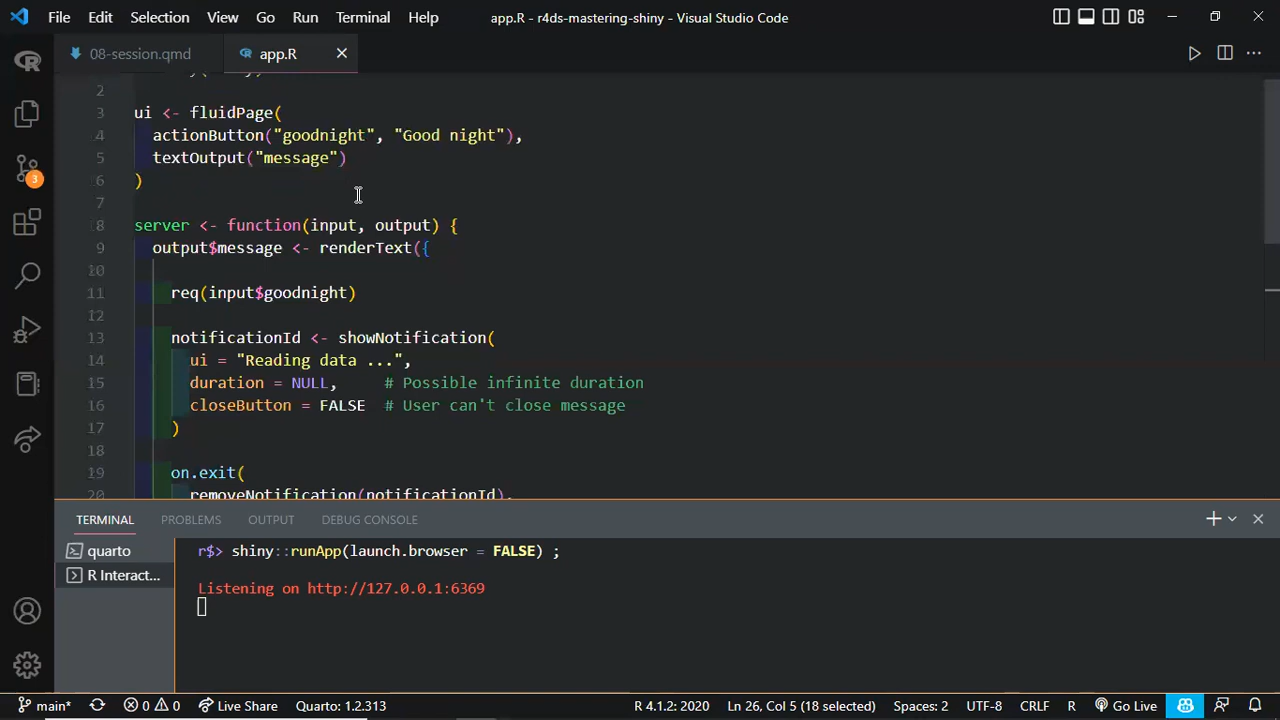 File Edit Selection View Go Run Terminal Help
app.R - r4ds-mastering-shiny - Visual Studio Code
08-session.qmd
app.R
2
3 ui <- fluidPage(
4 actionButton("goodnight", "Good night"),
5 textOutput("message")
16 )
7
18 server <- function(input, output) {
9 output$message <- renderText({
10
11 req(input$goodnight)
12
13 notificationId <- showNotification(
14 ui = "Reading data ...",
15 duration = NULL, # Possible infinite duration
16 closeButton = FALSE # User can't close message
17 )
18
19 on.exit(
20 removeNotification(notificationId),
3
TERMINAL PROBLEMS OUTPUT DEBUG CONSOLE
quarto
R Interact...
r$> shiny::runApp(launch.browser = FALSE) ;
Listening on http://127.0.0.1:6369
main* 0 0 Live Share Quarto: 1.2.313 R 4.1.2: 2020 Ln 26, Col 5 (18 selected) Spaces: 2 UTF-8 CRLF R Go Live